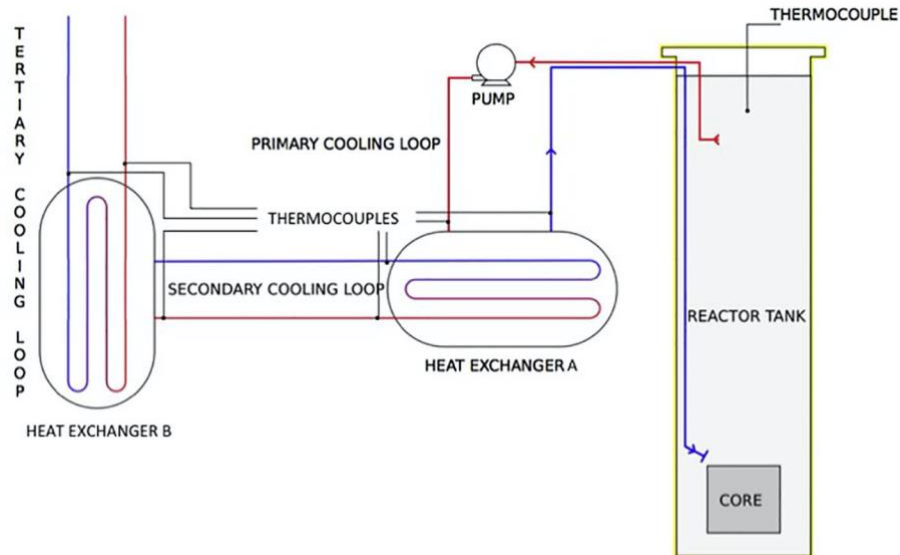 THERMOCOUPLE
TERTIARY COOLING LOOP
PUMP
PRIMARY COOLING LOOP
THERMOCOUPLES
SECONDARY COOLING LOOP
REACTOR TANK
HEAT EXCHANGER A
HEAT EXCHANGER B
CORE